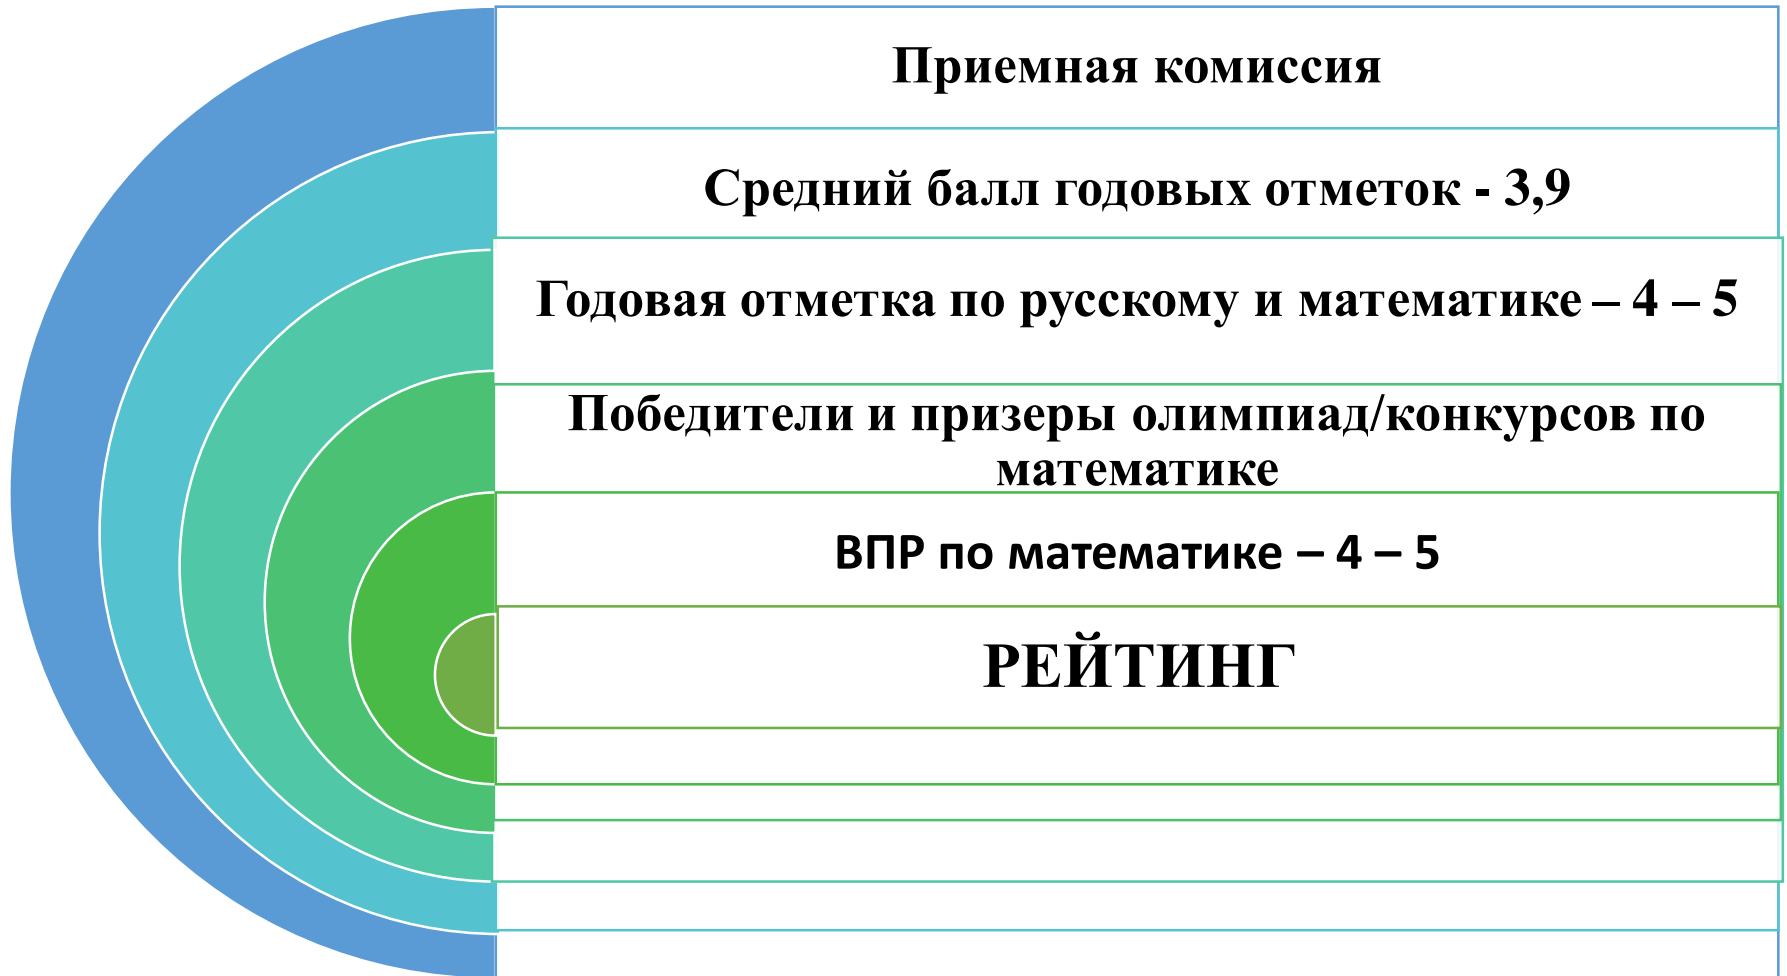 Приемная комиссия
Средний балл годовых отметок - 3,9
Годовая отметка по русскому и математике – 4 – 5
Победители и призеры олимпиад/конкурсов по
математике
ВПР по математике – 4 – 5
РЕЙТИНГ